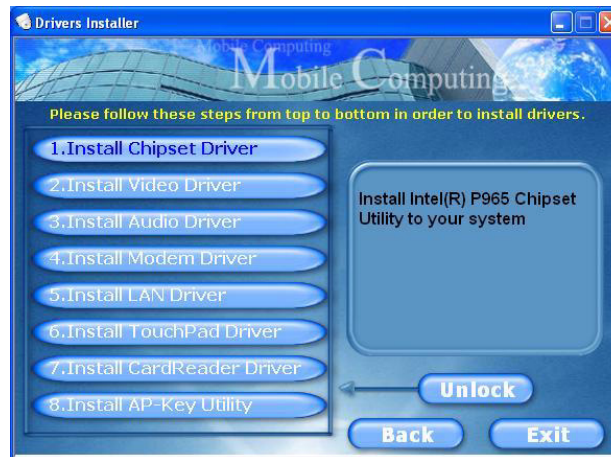 Drivers Installer
Mobile Computing
Mobile Computing
Please follow these steps from top to bottom in order to install drivers.
1.Install Chipset Driver
2.Install Video Driver
3.Install Audio Driver
4.Install Modem Driver
5.Install LAN Driver
6.Install TouchPad Driver
7.Install CardReader Driver
8.Install AP-Key Utility
Install Intel(R) P965 Chipset
Utility to your system
Unlock
Back
Exit